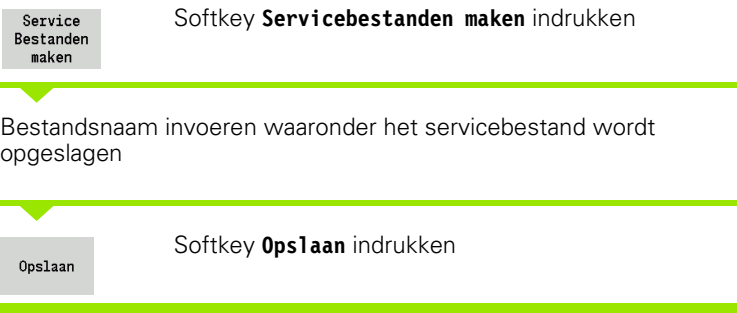 Service
Bestanden
maken
Softkey Servicebestanden maken indrukken
Bestandsnaam invoeren waaronder het servicebestand wordt
opgeslagen
Opslaan
Softkey Opslaan indrukken